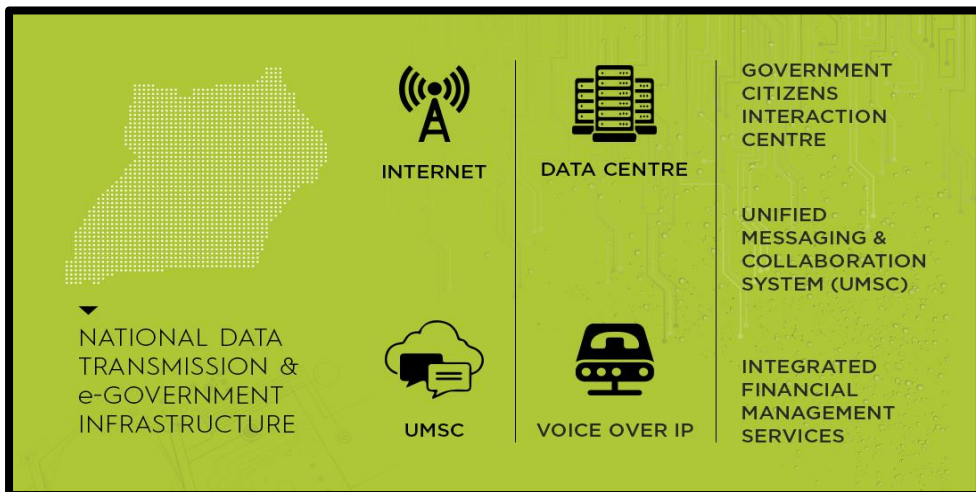 NATIONAL DATA
TRANSMISSION &
e-GOVERNMENT
INFRASTRUCTURE
INTERNET
DATA CENTRE
UMSC
VOICE OVER IP
GOVERNMENT
CITIZENS
INTERACTION
CENTRE
UNIFIED
MESSAGING &
COLLABORATION
SYSTEM (UMSC)
INTEGRATED
FINANCIAL
MANAGEMENT
SERVICES